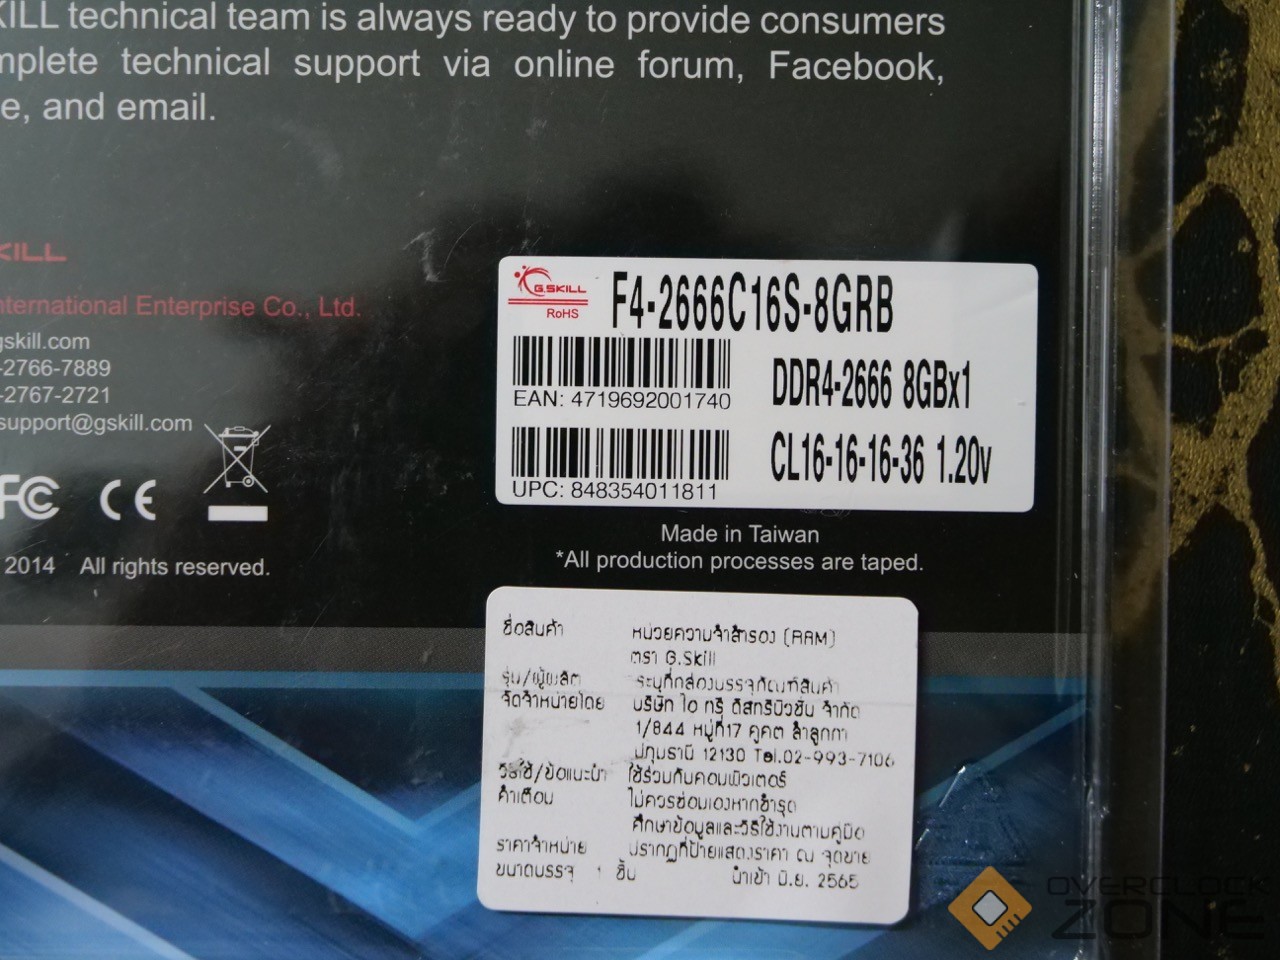 KILL technical team is always ready to provide consumers
mplete technical support via online forum, Facebook,
e, and email.
KILL
nternational Enterprise Co., Ltd.
gskill.com
-2766-7889
-2767-2721
support@gskill.com
FC CE
2014 All rights reserved.
G.SKILL
RoHS
F4-2666C16S-8GRB
EAN: 4719692001740
DDR4-2666 8GBx1
UPC: 848354011811
CL16-16-16-36 1.20v
Made in Taiwan
*All production processes are taped.
ชื่อสินค้า หน่วยความจำสำรอง (RAM)
ตรา G.Skill
รุ่น/ผู้ผลิต ระบุที่กล่องบรรจุภัณฑ์สินค้า
จัดจำหน่ายโดย บริษัท ไอ ทรี ดิสทริบิวชั่น จำกัด
1/844 หมู่ที่17 คูคต ลำลูกกา
ปทุมธานี 12130 Tel.02-993-7106
วิธีใช้/ข้อแนะนำ ใช้ร่วมกับคอมพิวเตอร์
คำเตือน ไม่ควรซ่อมเองหากชำรุด
ศึกษาข้อมูลและวิธีใช้งานตามคู่มือ
ราคาจำหน่าย ปรากฏที่ป้ายแสดงราคา ณ จุดขาย
ขนาดบรรจุ 1 ชิ้น นำเข้า มิ.ย. 2565
OVERCLOCK
ZONE